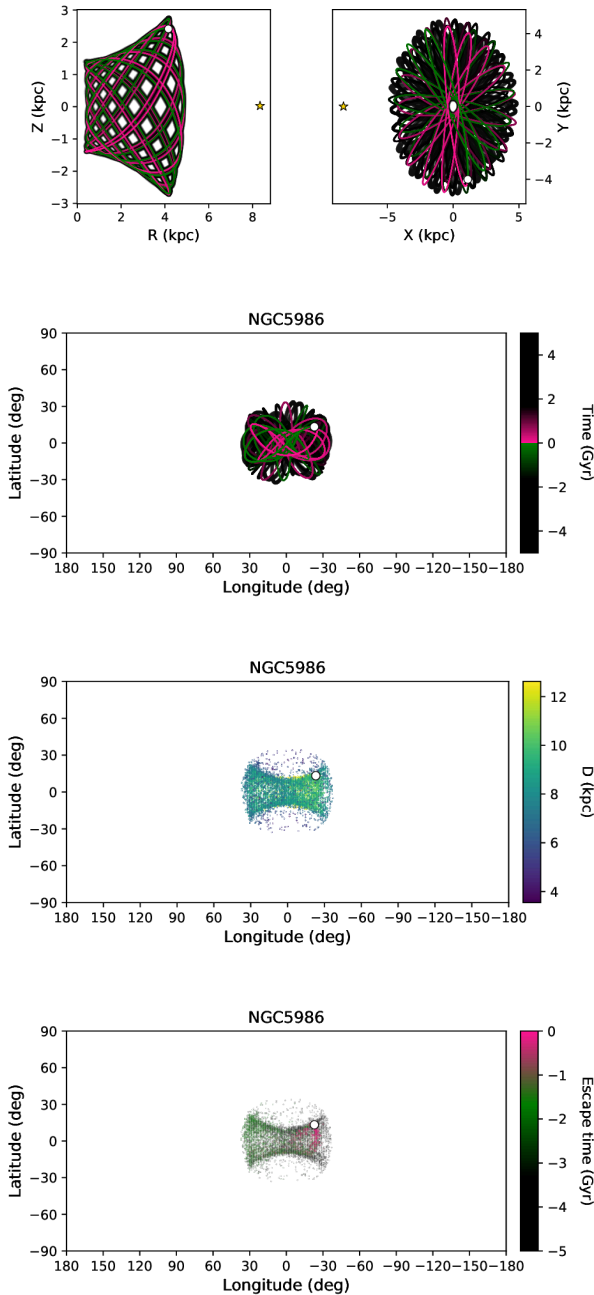 3
2
1
0
−1
−2
−3
Z (kpc)
0 2 4 6 8
R (kpc)
4
2
0
−2
−4
Y (kpc)
−5 0 5
X (kpc)
NGC5986
90
60
30
0
−30
−60
−90
Latitude (deg)
180 150 120 90 60 30 0 −30 −60 −90 −120 −150 −180
Longitude (deg)
4
2
0
−2
−4
Time (Gyr)
NGC5986
90
60
30
0
−30
−60
−90
Latitude (deg)
180 150 120 90 60 30 0 −30 −60 −90 −120 −150 −180
Longitude (deg)
12
10
8
6
4
D (kpc)
NGC5986
90
60
30
0
−30
−60
−90
Latitude (deg)
180 150 120 90 60 30 0 −30 −60 −90 −120 −150 −180
Longitude (deg)
0
−1
−2
−3
−4
−5
Escape time (Gyr)